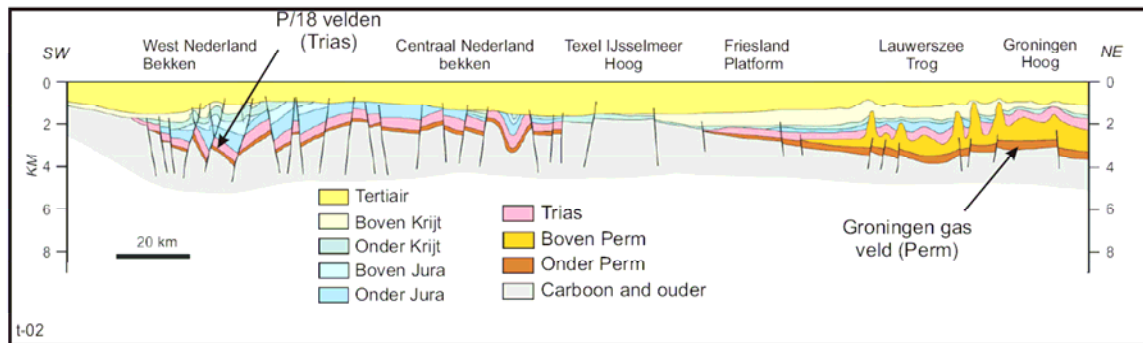 P/18 velden
(Trias)
SW
West Nederland
Bekken
Centraal Nederland
bekken
Texel IJsselmeer
Hoog
Friesland
Platform
Lauwerszee
Trog
Groningen
Hoog
NE
0
2
4
6
8
KM
0
2
4
6
8
20 km
Tertiair
Boven Krijt
Onder Krijt
Boven Jura
Onder Jura
Trias
Boven Perm
Onder Perm
Carboon and ouder
Groningen gas
veld (Perm)
t-02